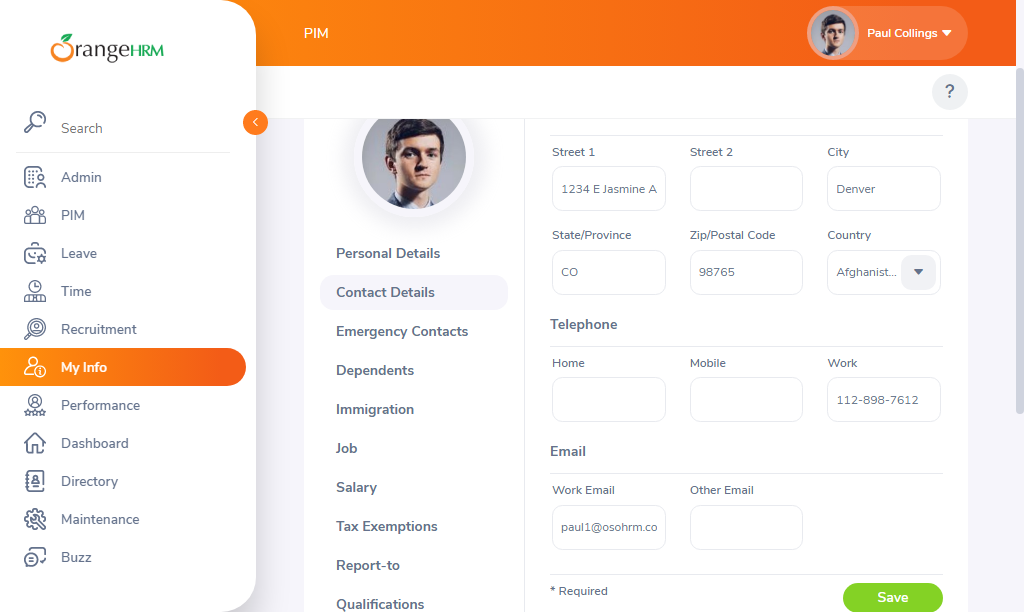 OrangeHRM
PIM
Paul Collings
?
Search
Admin
PIM
Leave
Time
Recruitment
My Info
Performance
Dashboard
Directory
Maintenance
Buzz
Personal Details
Contact Details
Emergency Contacts
Dependents
Immigration
Job
Salary
Tax Exemptions
Report-to
Qualifications
Street 1 Street 2 City
1234 E Jasmine A Denver
State/Province Zip/Postal Code Country
CO 98765 Afghanist...
Telephone
Home Mobile Work
112-898-7612
Email
Work Email Other Email
paul1@osohrm.co
* Required
Save